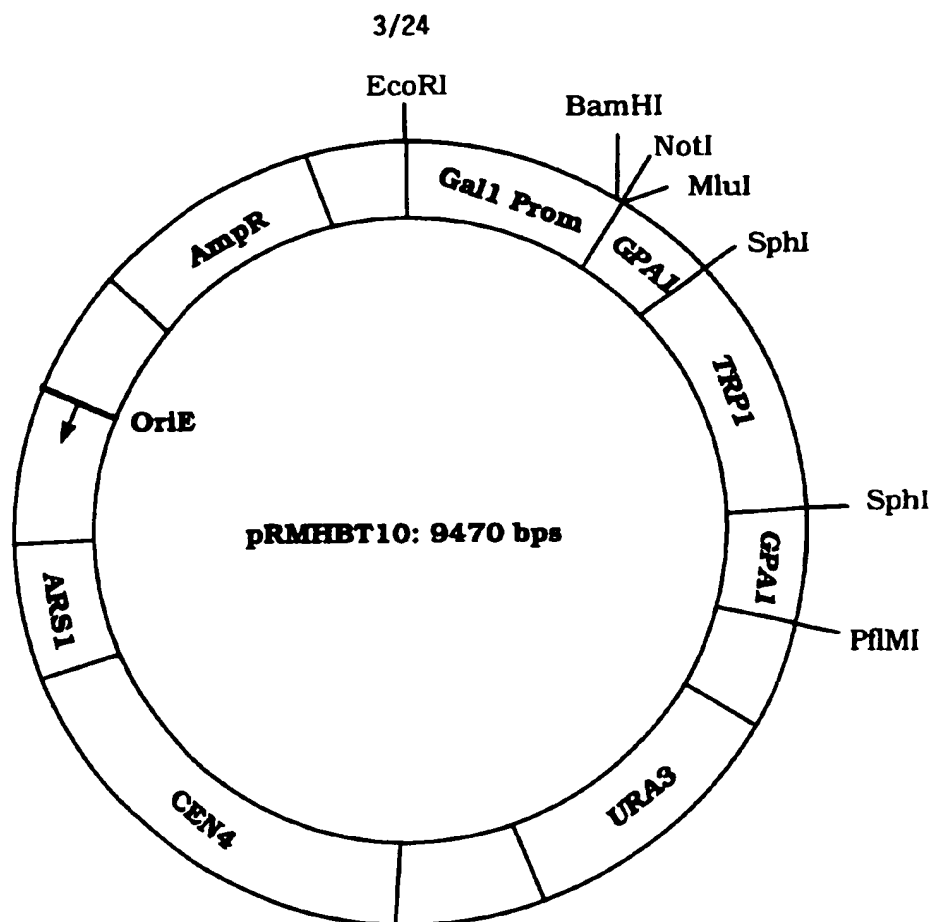 3/24
EcoRI
BamHI
NotI
MluI
Gal1 Prom
GPA1
SphI
AmpR
TRP1
OriE
SphI
pRMHBT10: 9470 bps
GPA1
ARS1
PflMI
URA3
CEN4